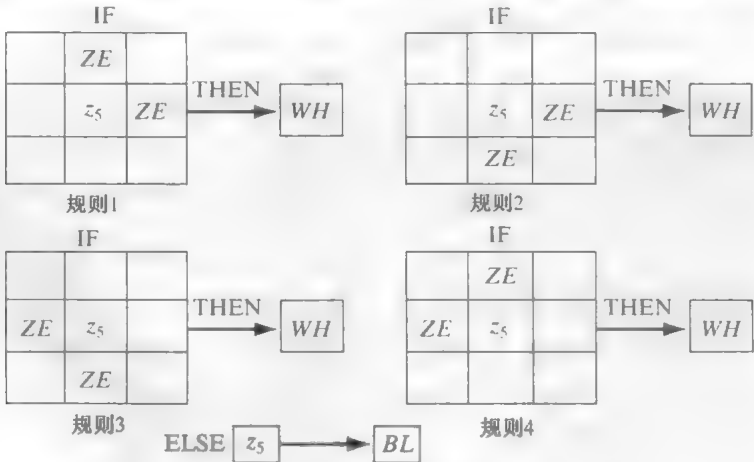 IF IF
ZE
z5 ZE THEN WH z5 ZE THEN WH
ZE
规则1 规则2
IF IF
ZE
ZE z5 THEN WH ZE z5 THEN WH
ZE
规则3 规则4
ELSE z5 BL